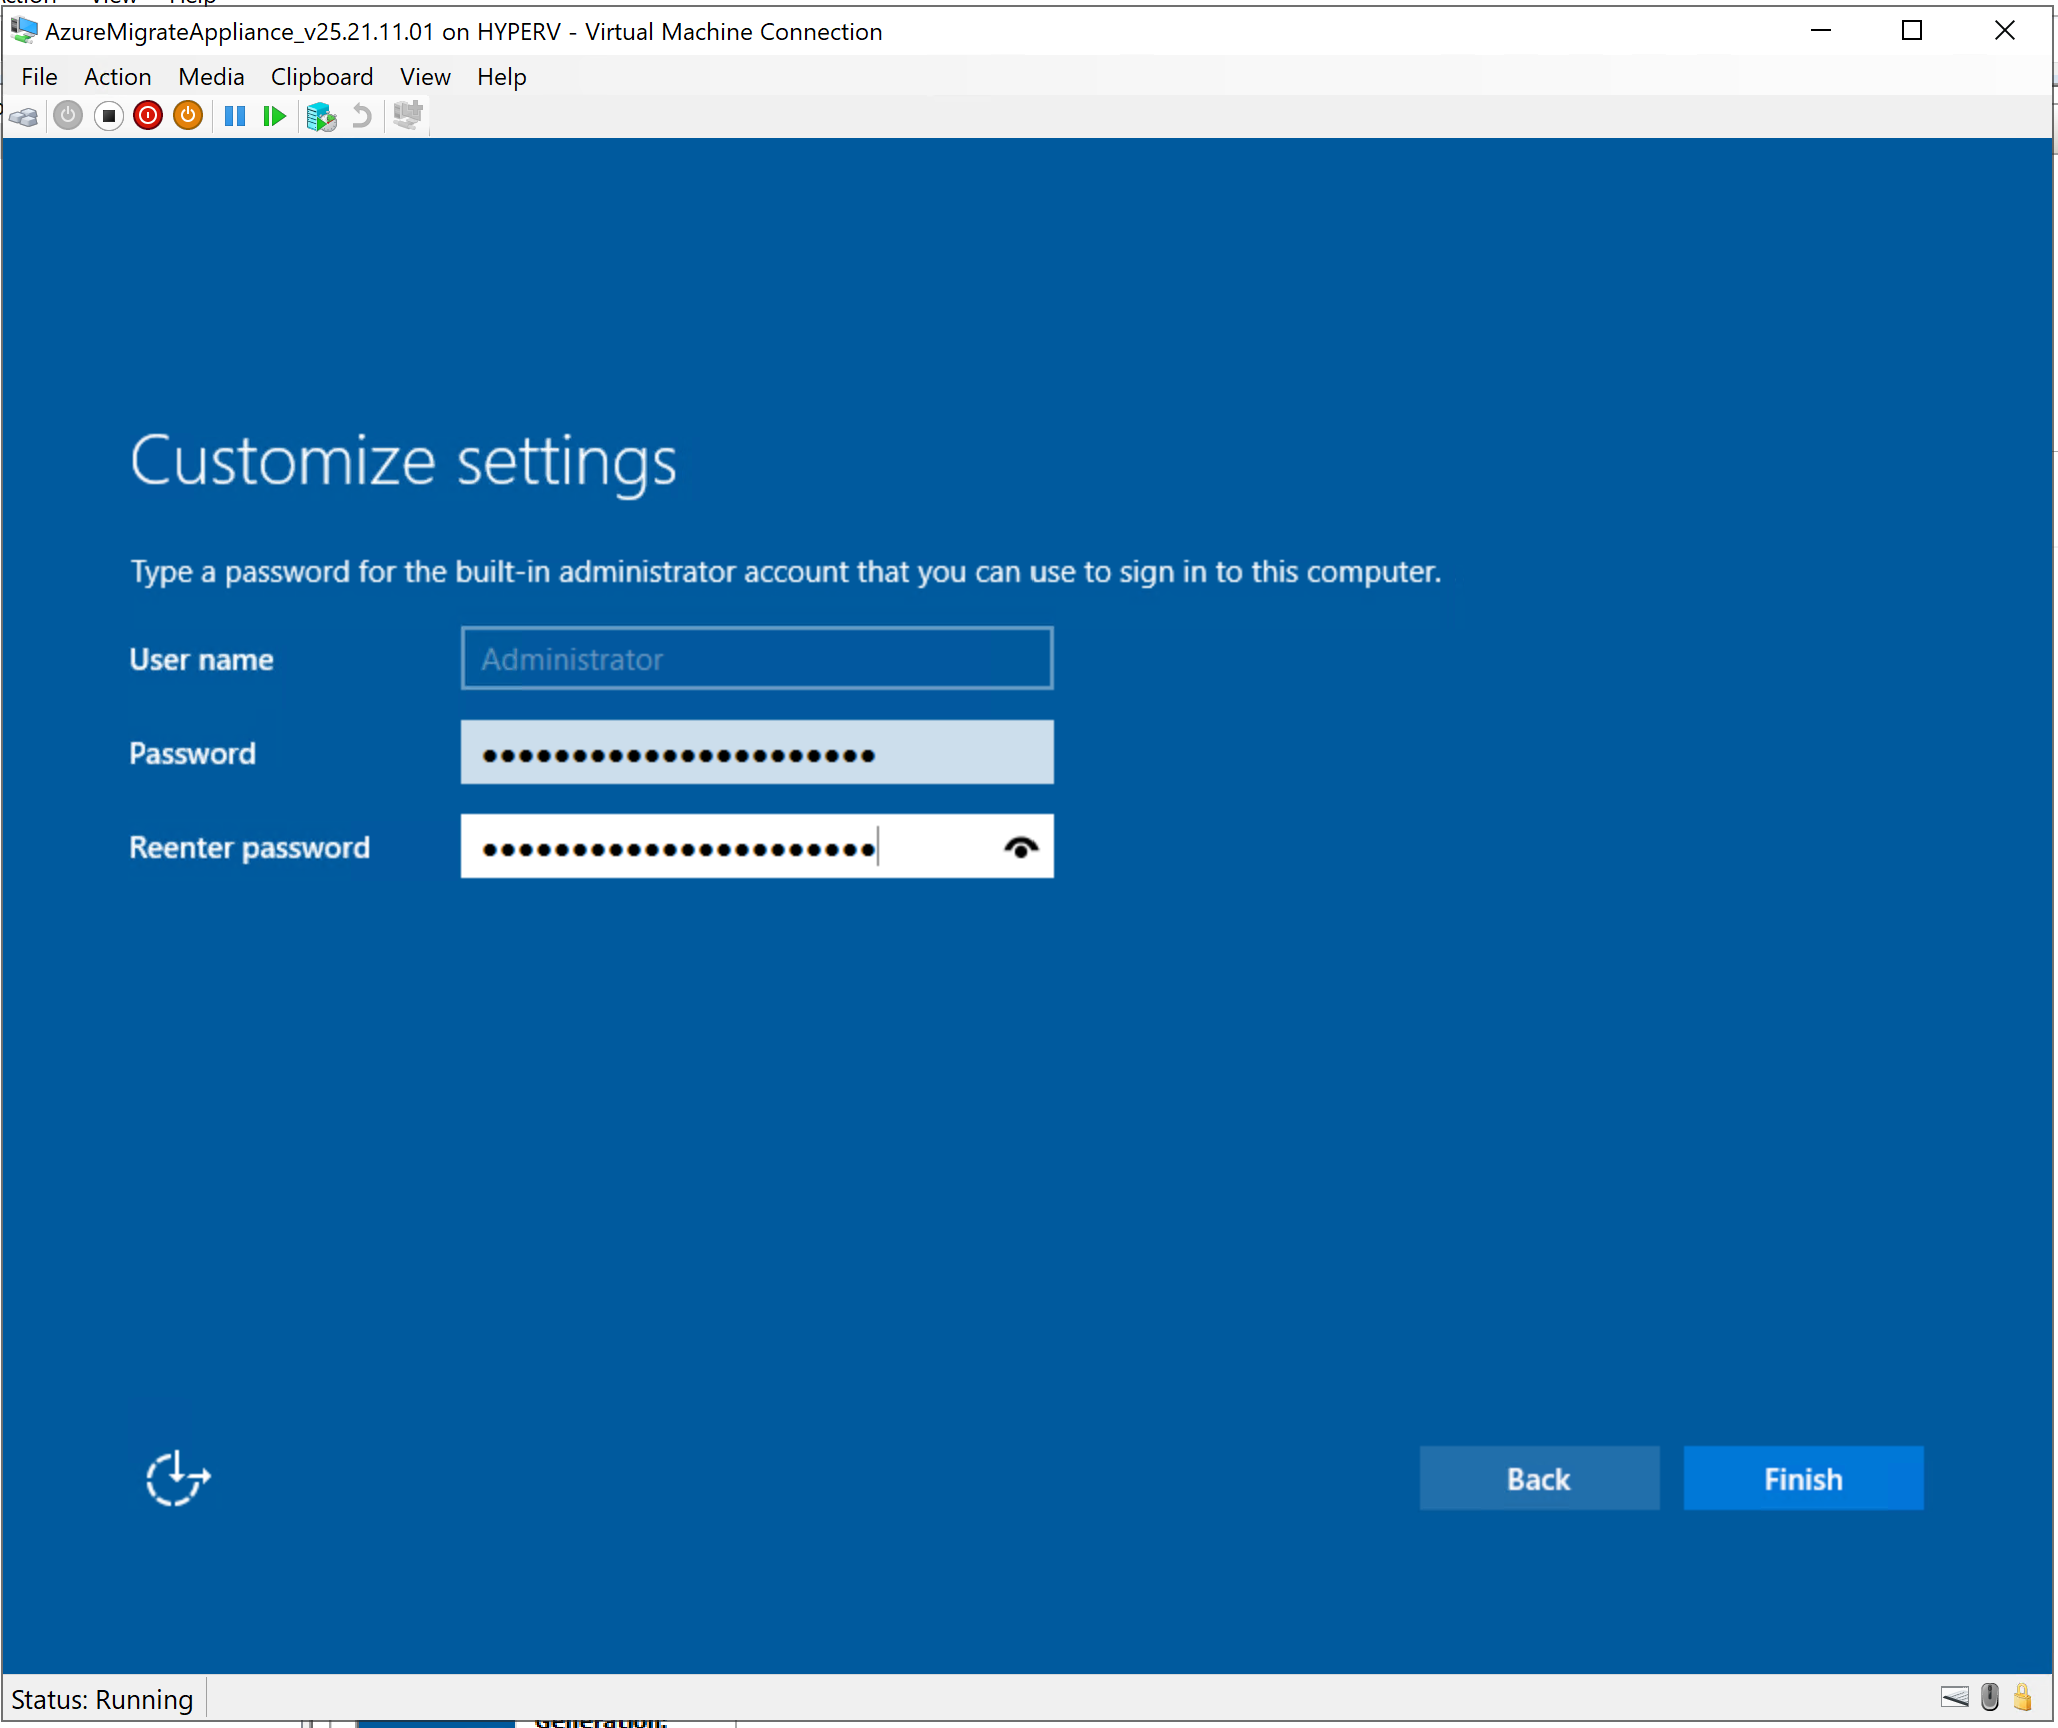 AzureMigrateAppliance_v25.21.11.01 on HYPERV - Virtual Machine Connection
File Action Media Clipboard View Help
Customize settings
Type a password for the built-in administrator account that you can use to sign in to this computer.
User name
Administrator
Password
●●●●●●●●●●●●●●●●●●●●●●
Reenter password
●●●●●●●●●●●●●●●●●●●●●●
Back
Finish
Status: Running
Generation: